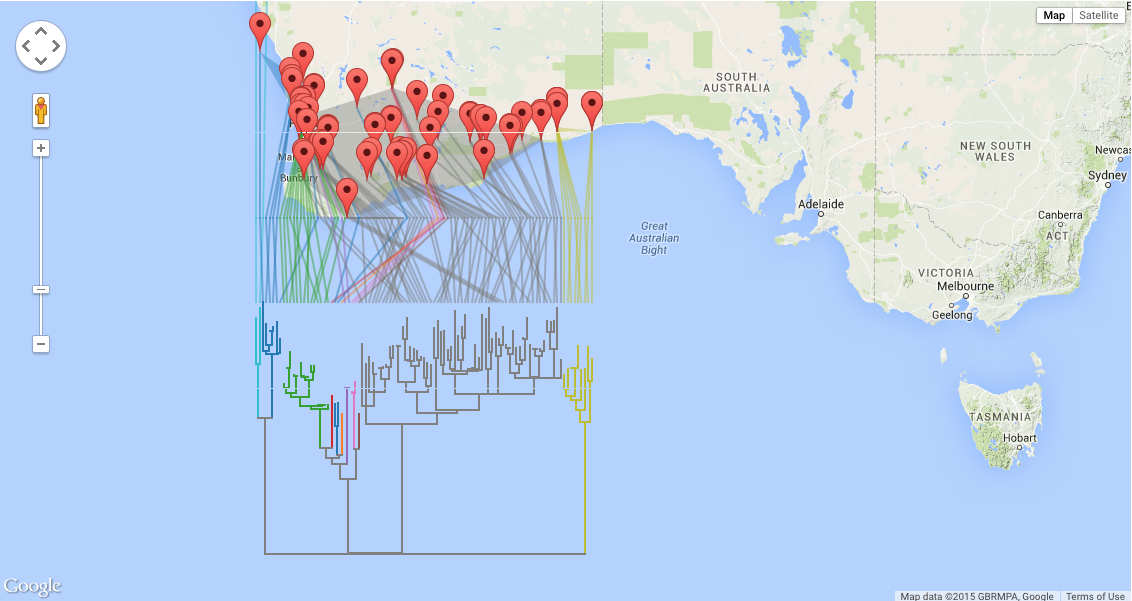 Map Satellite
SOUTH
AUSTRALIA
NEW SOUTH
WALES
Newcas
Sydney
Bunbury
Adelaide
Canberra
ACT
Great
Australian
Bight
VICTORIA
Melbourne
Geelong
TASMANIA
Hobart
Google
Map data ©2015 GBRMPA, Google Terms of Use